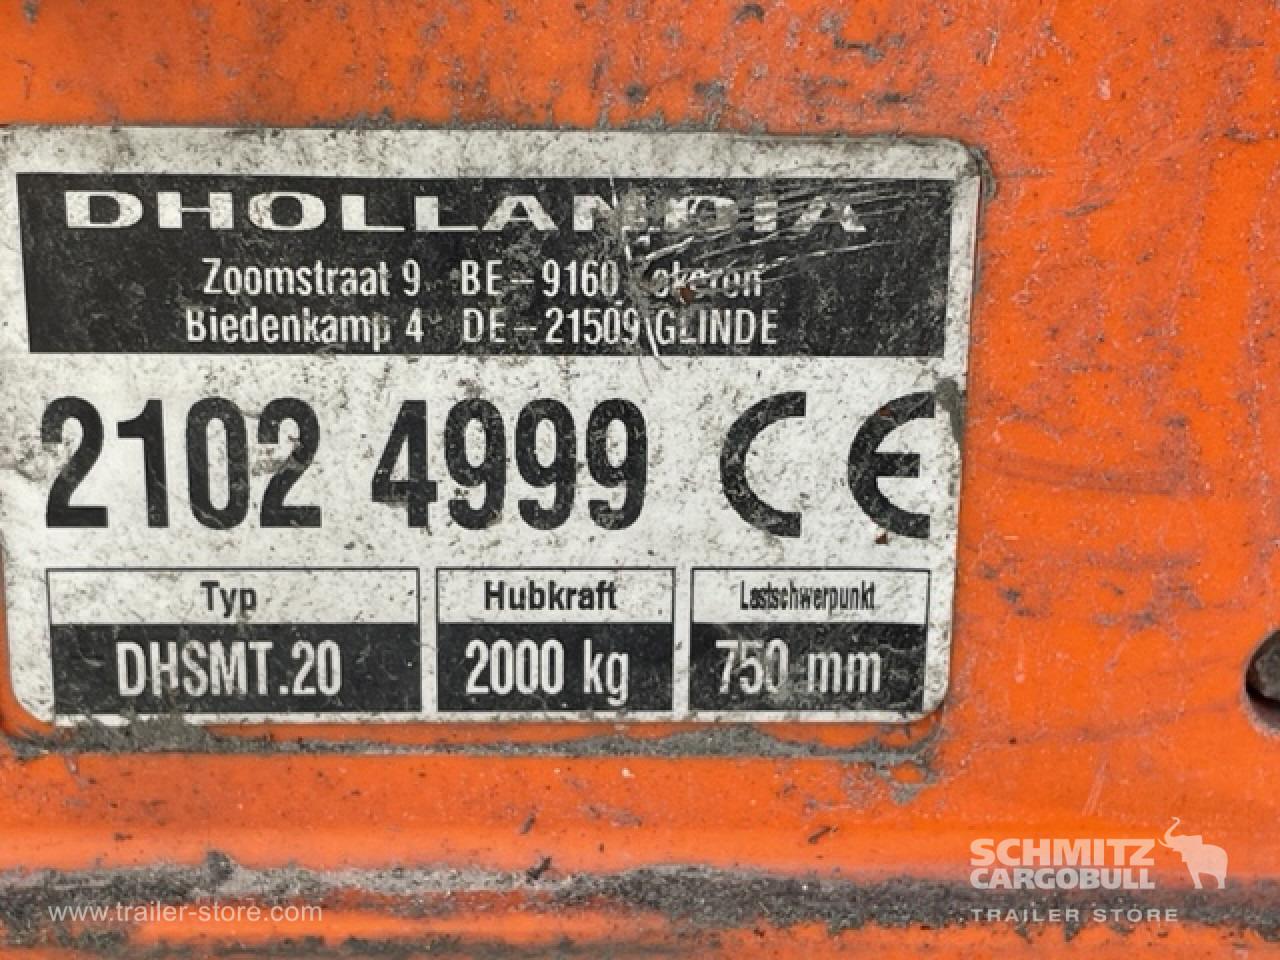 DHOLLANDIA
Zoomstraat 9 BE-9160 Lokeren
Biedenkamp 4 DE-21509 GLINDE
2102 4999 CE
Typ Hubkraft Lastschwerpunkt
DHSMT.20 2000 kg 750 mm
SCHMITZ
CARGOBULL
www.trailer-store.com TRAILER STORE